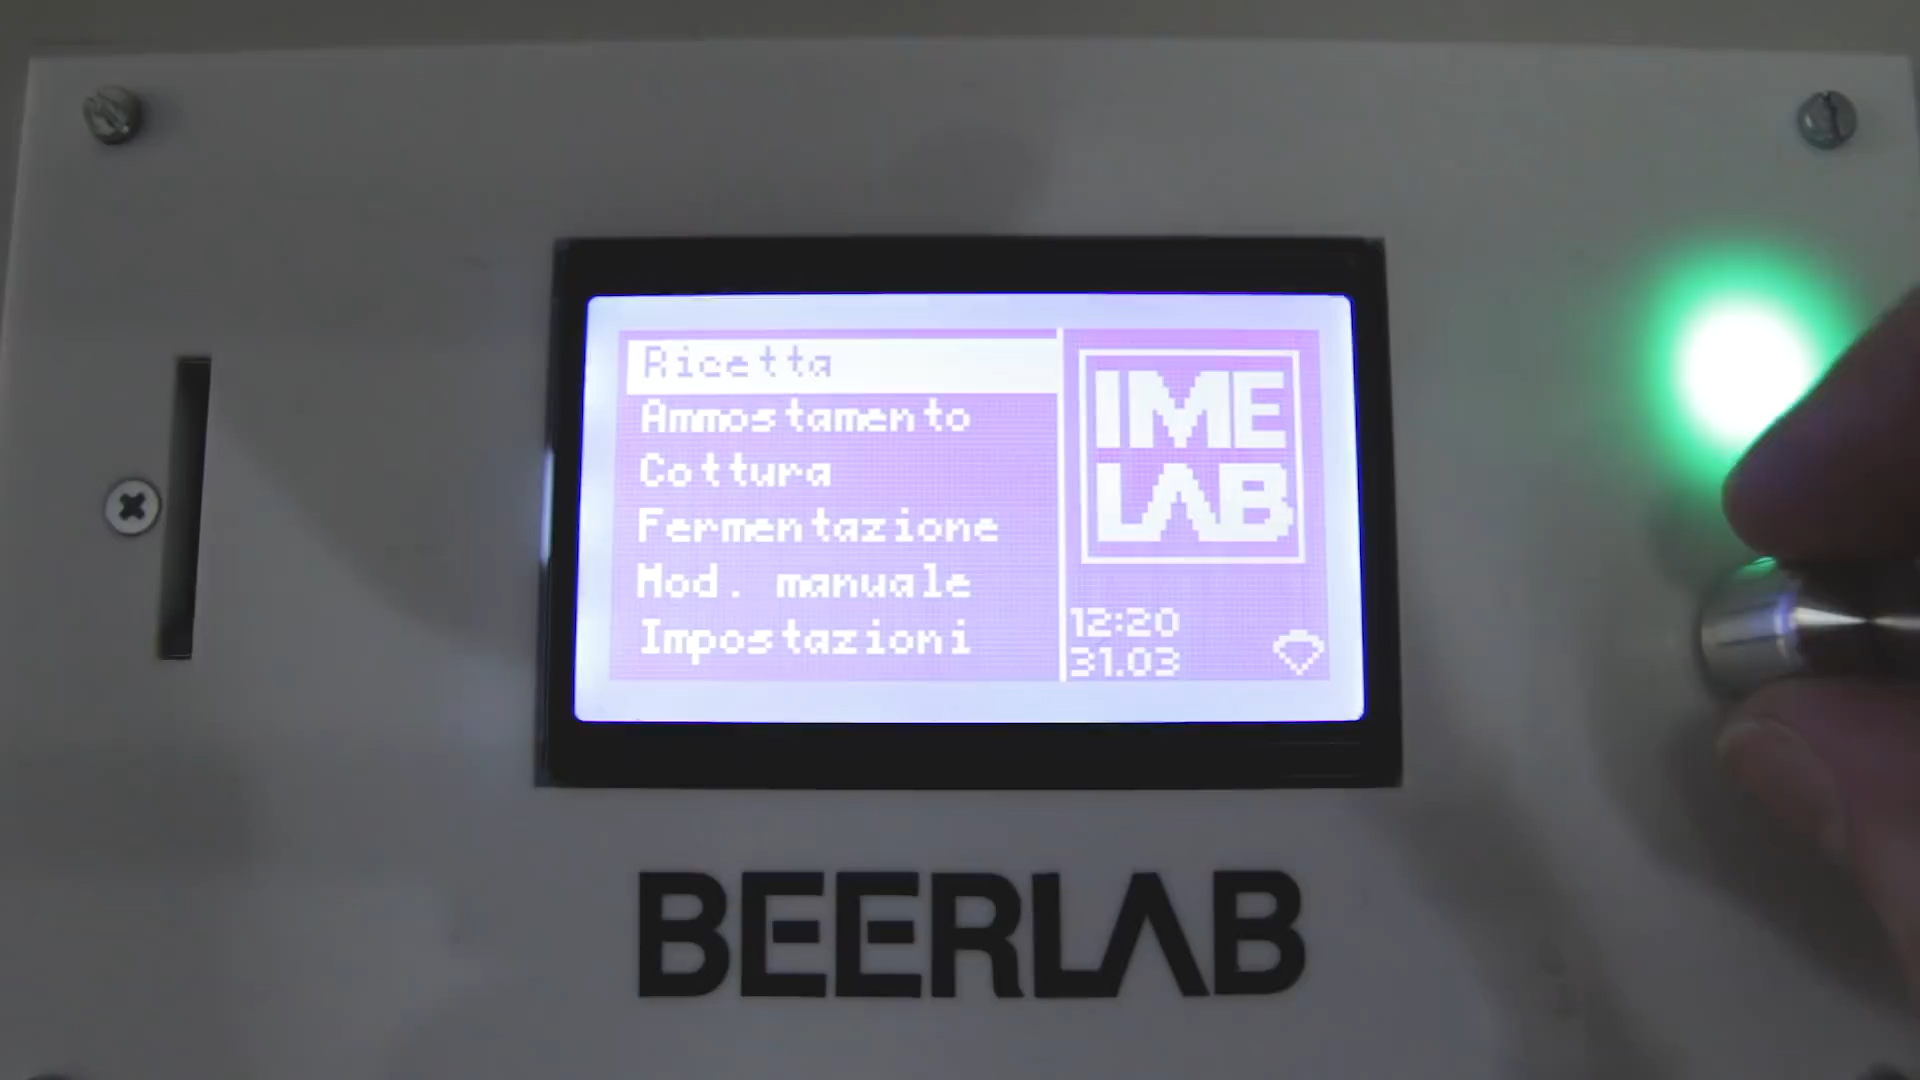 Ricetta
Ammostamento
Cottura
Fermentazione
Mod. manuale
Impostazioni
IME
LAB
12:20
31.03
BEERLAB